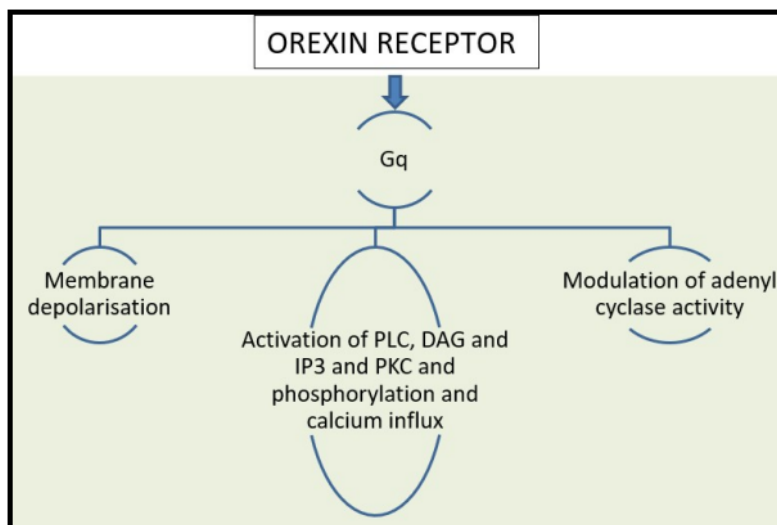 OREXIN RECEPTOR
Gq
Membrane
depolarisation
Activation of PLC, DAG and
IP3 and PKC and
phosphorylation and
calcium influx
Modulation of adenyl
cyclase activity